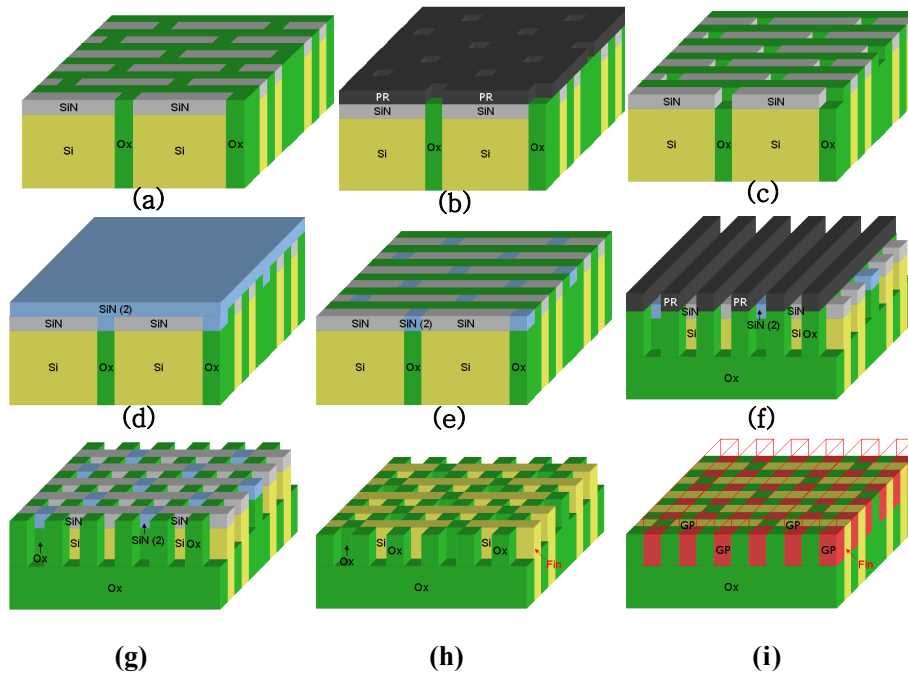 SiN SiN
Si Ox Si Ox
(a)
PR PR
SiN SiN
Si Ox Si Ox
(b)
SiN SiN
Si Ox Si Ox
(c)
SiN (2)
SiN SiN
Si Ox Si Ox
(d)
SiN SiN (2) SiN
Si Ox Si Ox
(e)
PR PR
SiN SiN (2) SiN
Si Si Ox
Ox
(f)
SiN SiN
Ox Si SiN (2) Si Ox
Ox
(g)
Ox Si Ox Si Ox Fin
Ox
(h)
GP GP
GP GP GP Fin
Ox
(i)